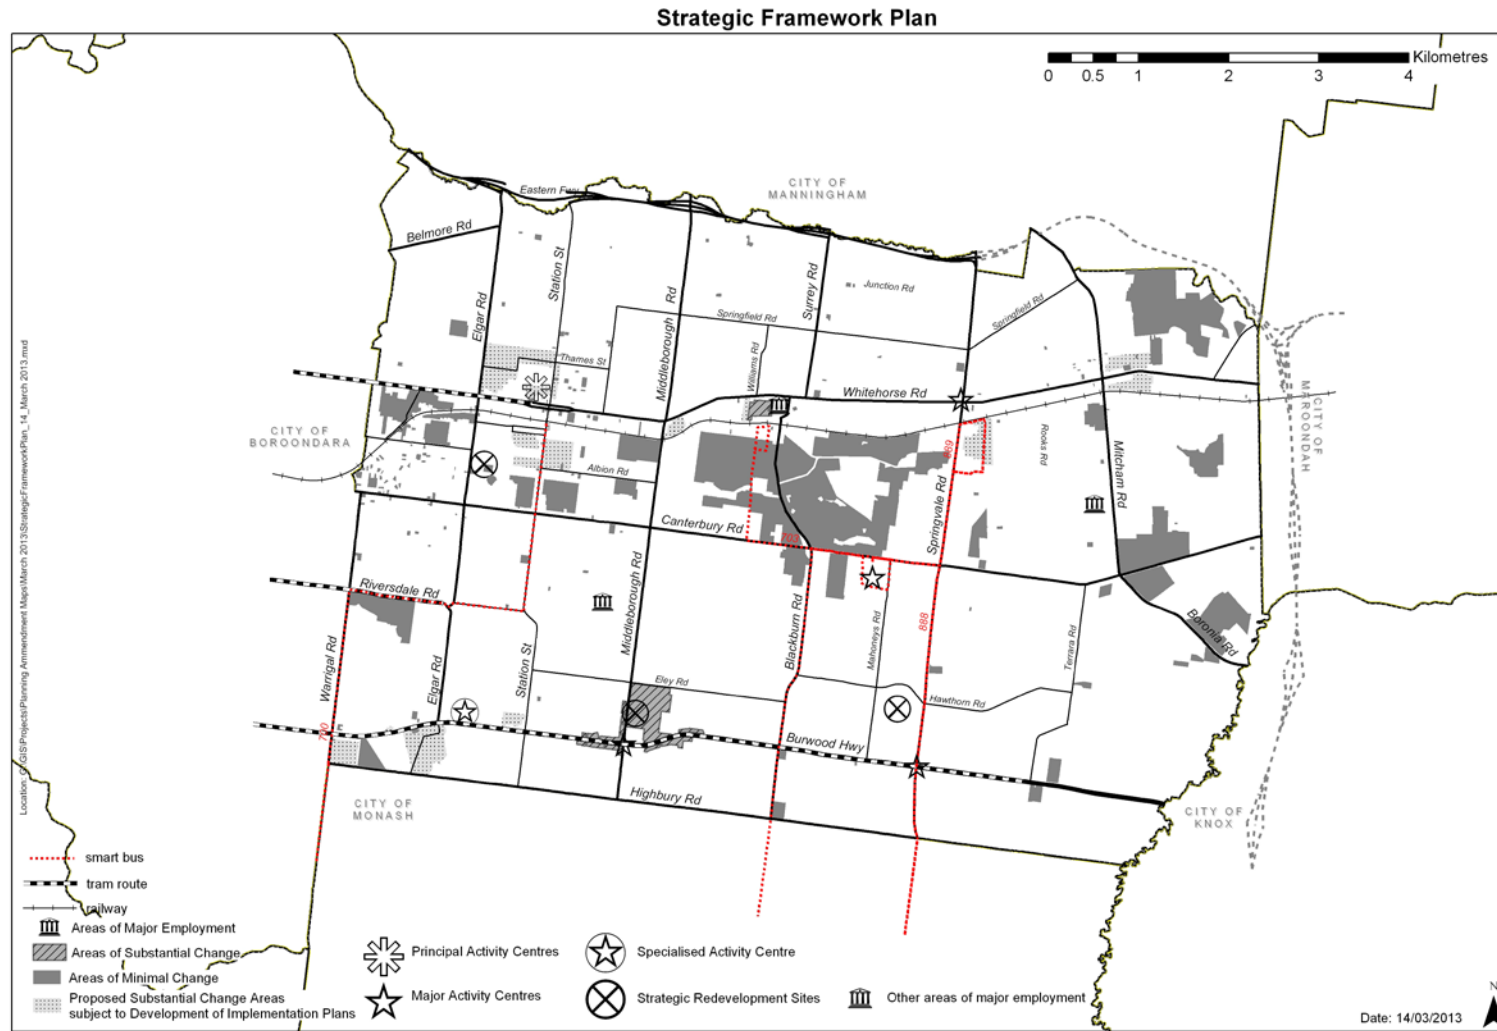 Strategic Framework Plan
Kilometres
0 0.5 1 2 3 4
CITY OF
MANNINGHAM
Eastern Fwy
Belmore Rd
Station St
Elgar Rd
Middleborough Rd
Surrey Rd
Junction Rd
Springfield Rd
Springfield Rd
Thames St
Williams Rd
Whitehorse Rd
CITY OF
MAROONDAH
CITY OF
BOROONDARA
Albion Rd
889
Rooks Rd
Mitcham Rd
Springvale Rd
Canterbury Rd
703
Riversdale Rd
Middleborough Rd
Blackburn Rd
Mahoneys Rd
888
Terrara Rd
Boronia Rd
Warrigal Rd
Elgar Rd
Station St
Eley Rd
Hawthorn Rd
700
Burwood Hwy
Highbury Rd
CITY OF
MONASH
CITY OF
KNOX
smart bus
tram route
railway
Areas of Major Employment
Areas of Substantial Change
Areas of Minimal Change
Proposed Substantial Change Areas
subject to Development of Implementation Plans
Principal Activity Centres
Major Activity Centres
Specialised Activity Centre
Strategic Redevelopment Sites
Other areas of major employment
N
Date: 14/03/2013